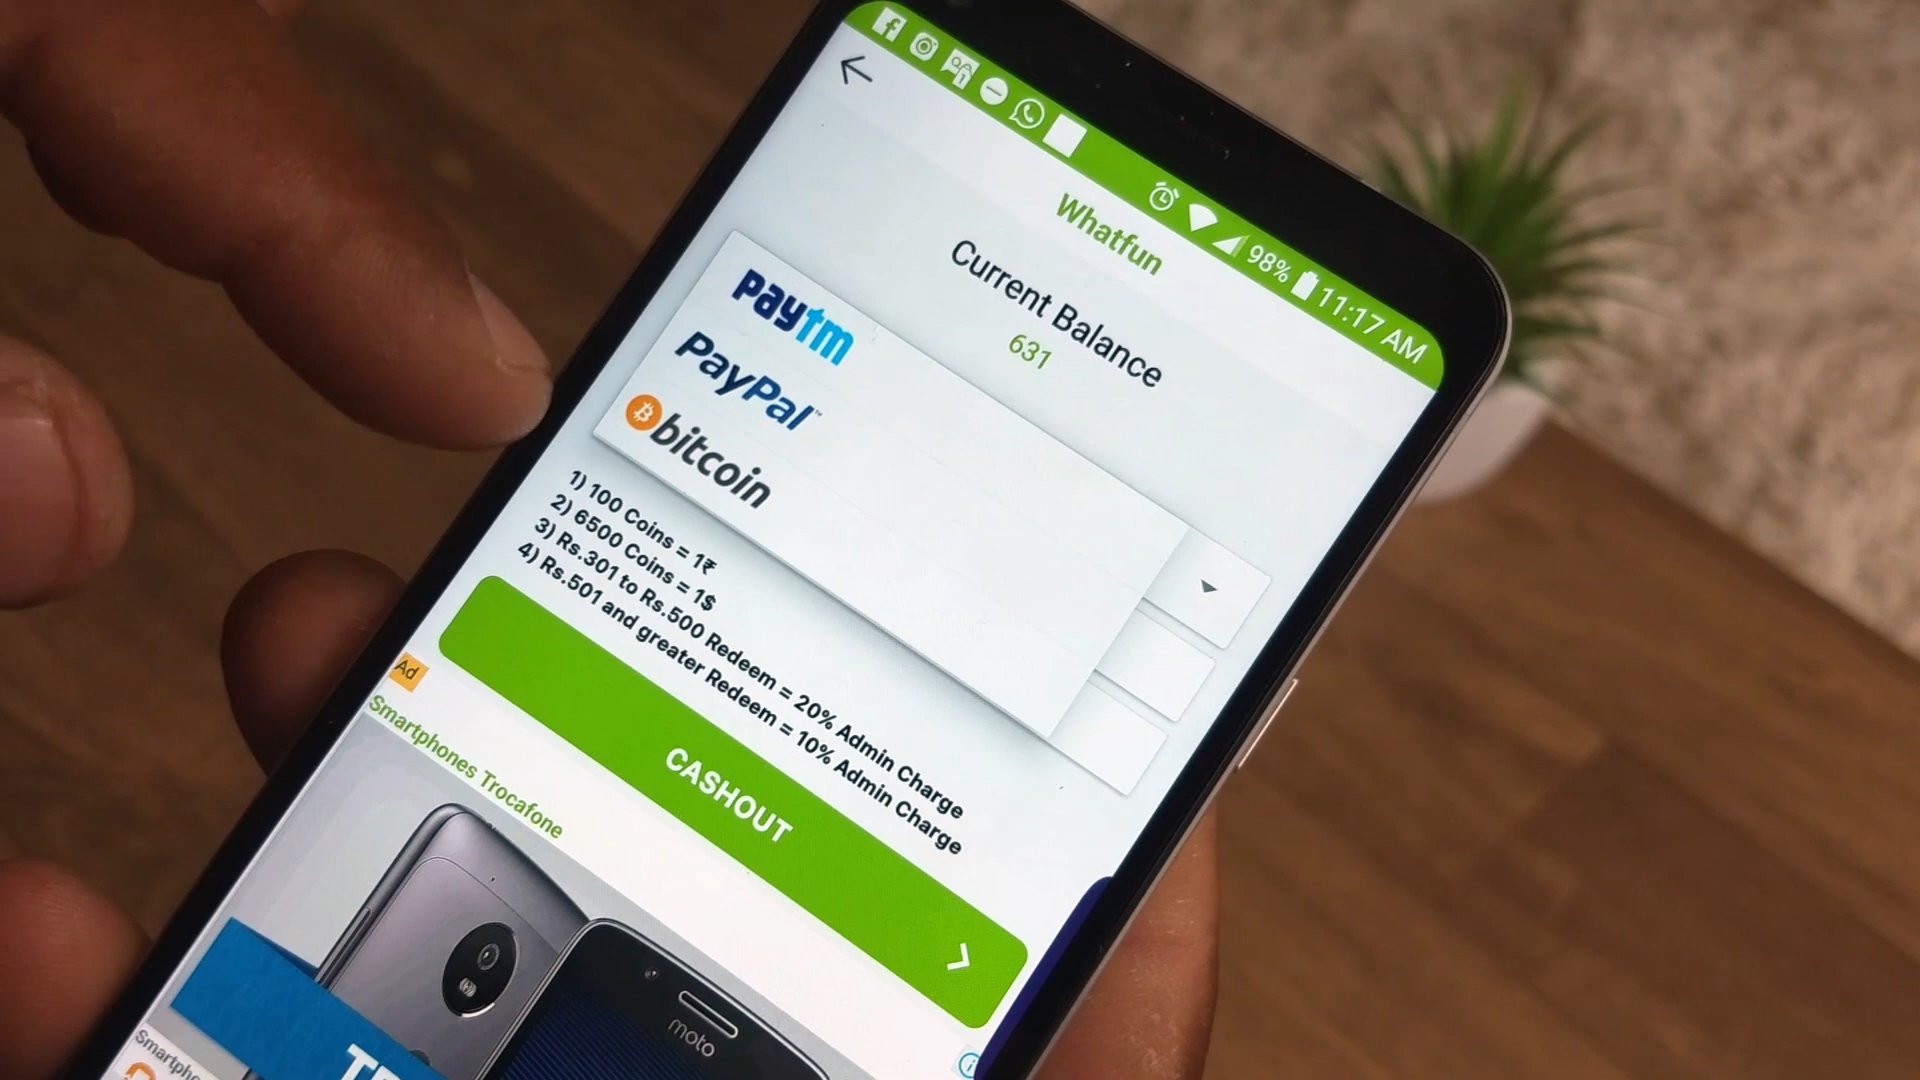 98% 11:17 AM
Whatfun
Current Balance
631
Paytm
PayPal™
bitcoin
1) 100 Coins = 1₹
2) 6500 Coins = 1$
3) Rs.301 to Rs.500 Redeem = 20% Admin Charge
4) Rs.501 and greater Redeem = 10% Admin Charge
CASHOUT
Ad
Smartphones Trocafone
moto